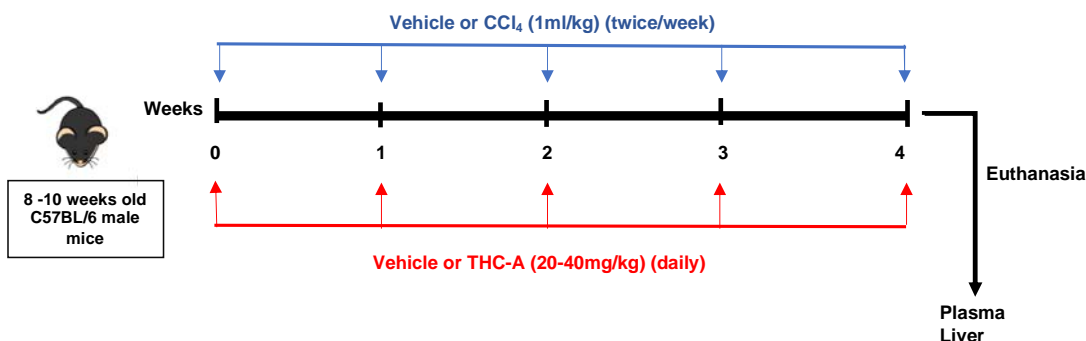 Vehicle or CCl₄ (1ml/kg) (twice/week)
Weeks
0 1 2 3 4
Euthanasia
8 -10 weeks old
C57BL/6 male
mice
Vehicle or THC-A (20-40mg/kg) (daily)
Plasma
Liver